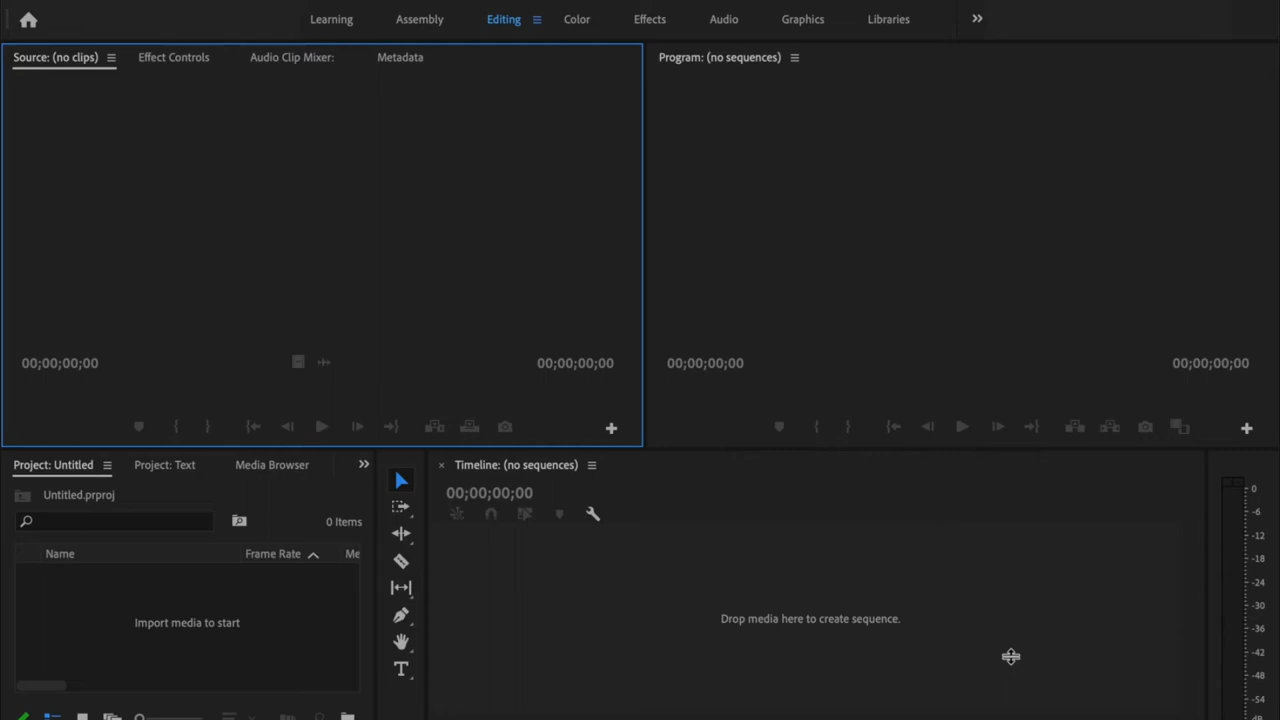 Learning Assembly Editing Color Effects Audio Graphics Libraries
Source: (no clips) Effect Controls Audio Clip Mixer: Metadata
Program: (no sequences)
00;00;00;00 00;00;00;00
00;00;00;00 00;00;00;00
Project: Untitled Project: Text Media Browser
Untitled.prproj
0 Items
Name Frame Rate Me
Import media to start
Timeline: (no sequences)
00;00;00;00
Drop media here to create sequence.
0
-6
-12
-18
-24
-30
-36
-42
-48
-54
dB